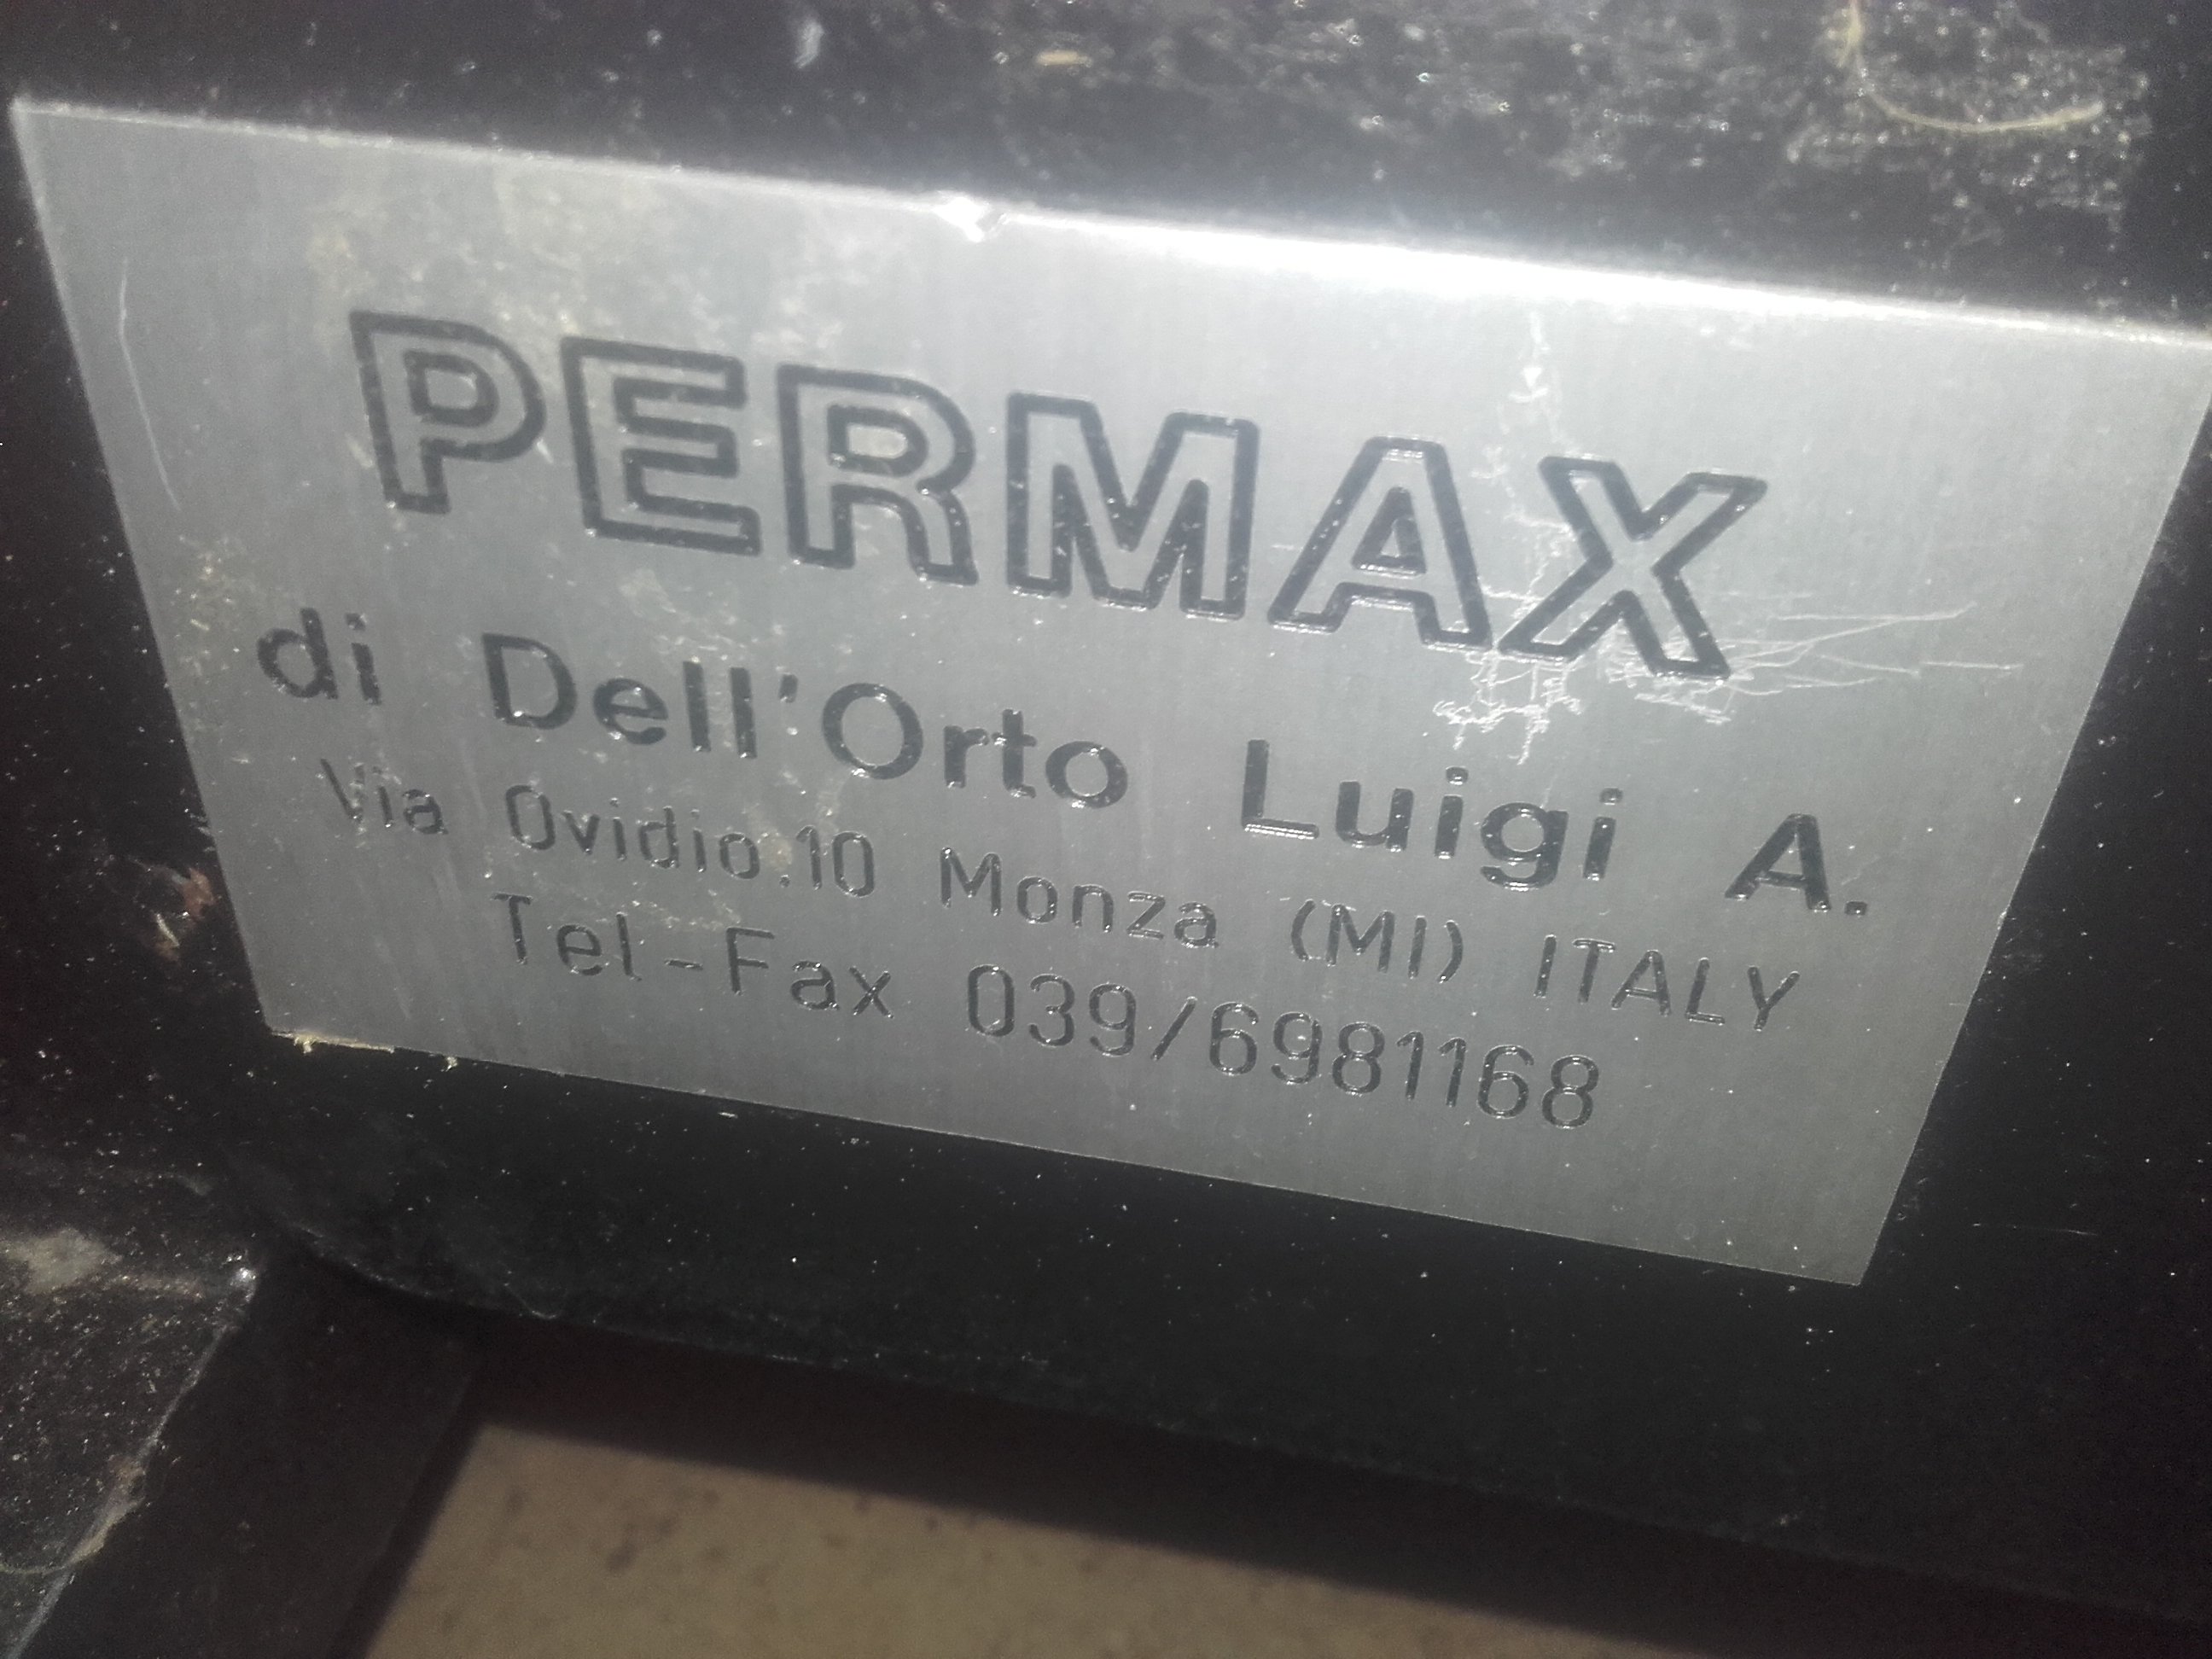 PERMAX
di Dell'Orto Luigi A.
Via Ovidio.10 Monza (MI) ITALY
Tel-Fax 039/6981168